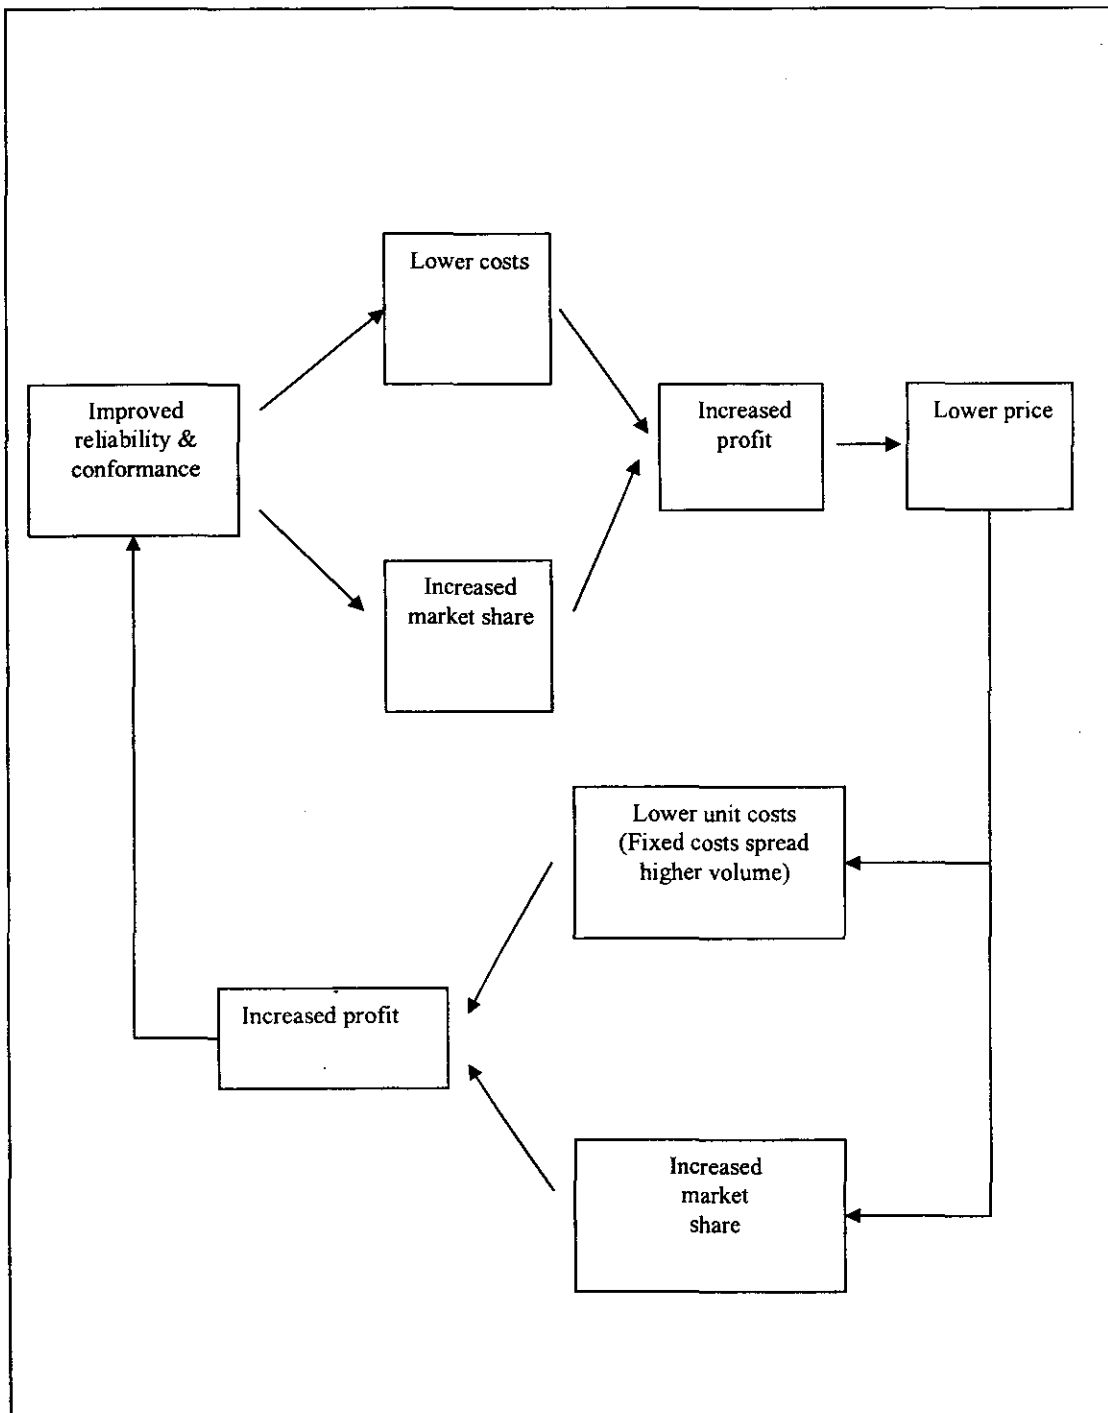 Lower costs
Improved
reliability &
conformance
Increased
profit
Lower price
Increased
market share
Lower unit costs
(Fixed costs spread
higher volume)
Increased profit
Increased
market
share